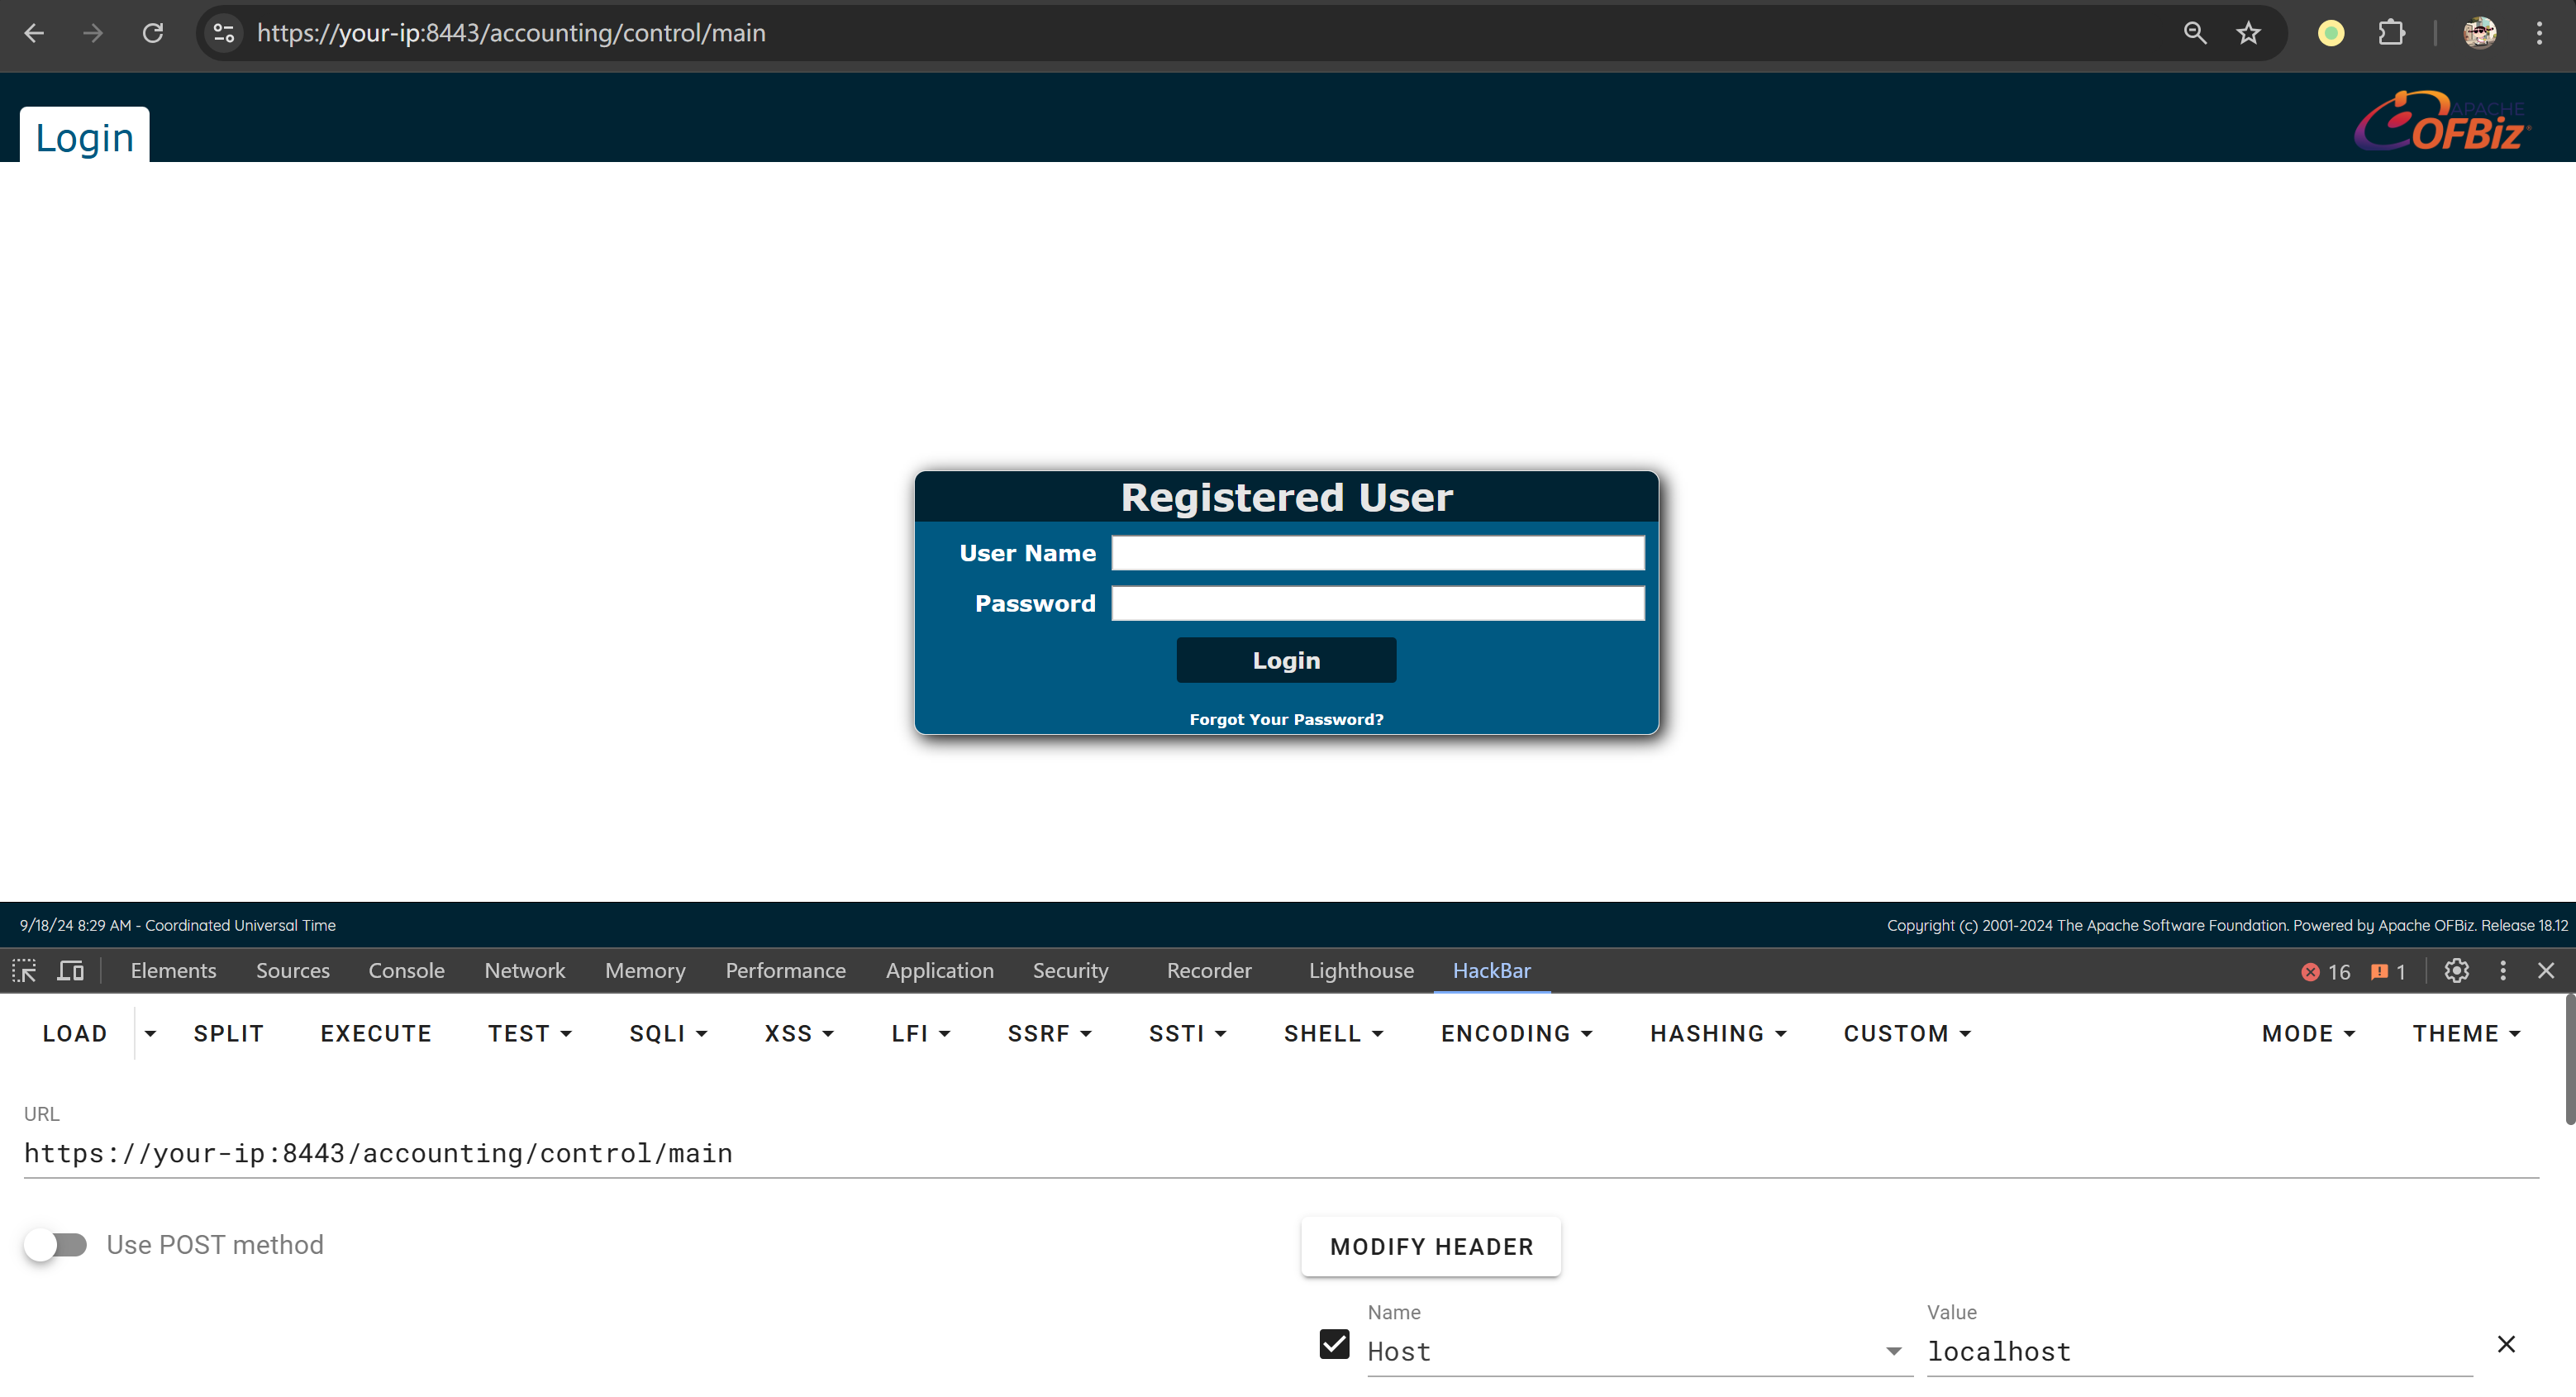 https://your-ip:8443/accounting/control/main
Login
APACHE
OFBiz
Registered User
User Name
Password
Login
Forgot Your Password?
9/18/24 8:29 AM - Coordinated Universal Time
Copyright (c) 2001-2024 The Apache Software Foundation. Powered by Apache OFBiz. Release 18.12
Elements Sources Console Network Memory Performance Application Security Recorder Lighthouse HackBar 16 1
LOAD SPLIT EXECUTE TEST SQLI XSS LFI SSRF SSTI SHELL ENCODING HASHING CUSTOM MODE THEME
URL
https://your-ip:8443/accounting/control/main
Use POST method
MODIFY HEADER
Name Value
Host localhost